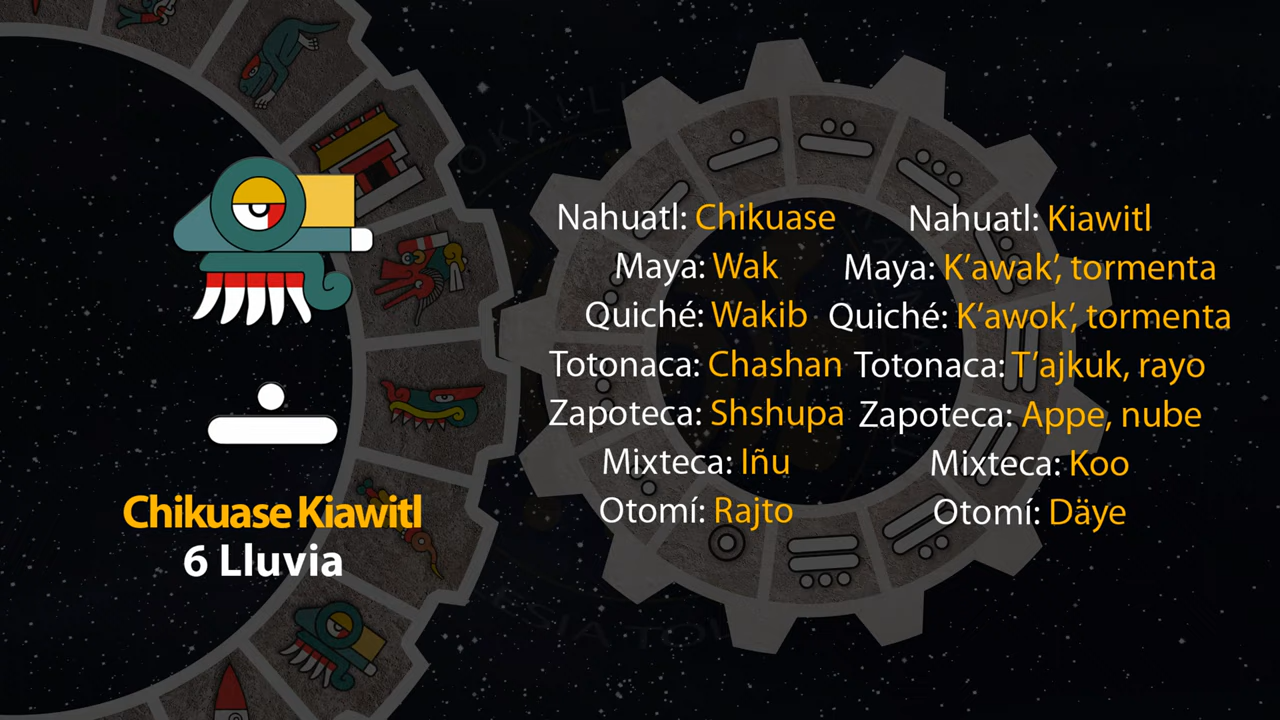 Nahuatl: Chikuase
Maya: Wak
Quiché: Wakib
Totonaca: Chashan
Zapoteca: Shshupa
Mixteca: Iñu
Otomí: Rajto
Nahuatl: Kiawitl
Maya: K'awak', tormenta
Quiché: K'awok', tormenta
Totonaca: T'ajkuk, rayo
Zapoteca: Appe, nube
Mixteca: Koo
Otomí: Däye
Chikuase Kiawitl
6 Lluvia